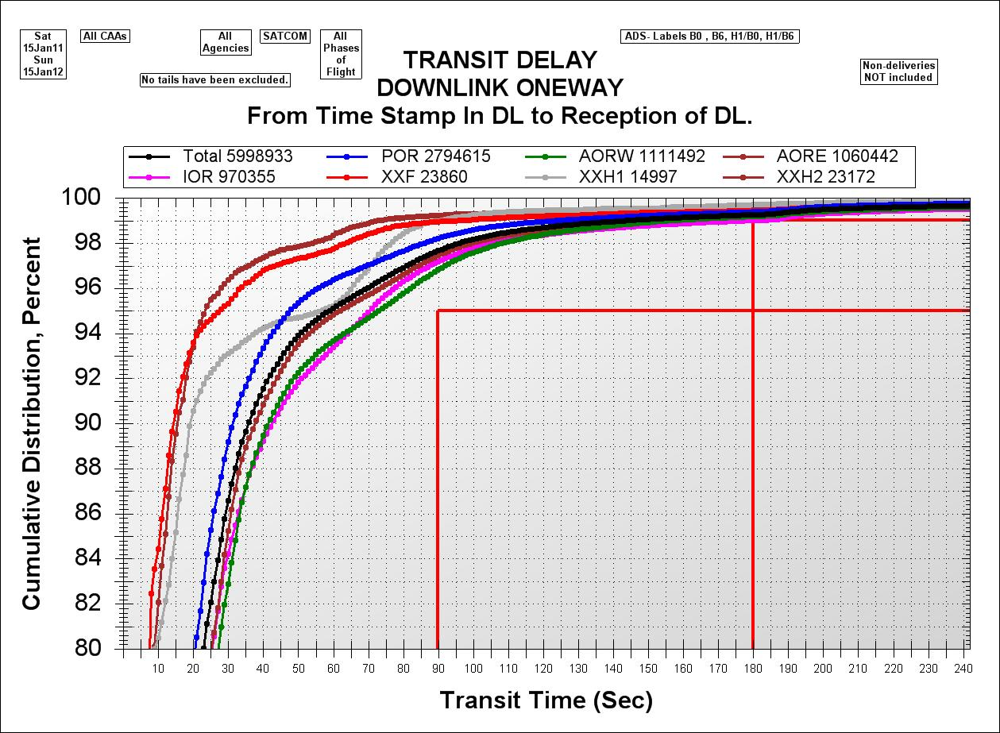 Sat
15Jan11
Sun
15Jan12
All CAAs
All
Agencies
SATCOM
All
Phases
of
Flight
ADS- Labels B0 , B6, H1/B0, H1/B6
No tails have been excluded.
Non-deliveries
NOT included
TRANSIT DELAY
DOWNLINK ONEWAY
From Time Stamp In DL to Reception of DL.
Total 5998933 POR 2794615 AORW 1111492 AORE 1060442
IOR 970355 XXF 23860 XXH1 14997 XXH2 23172
Cumulative Distribution, Percent
100
98
96
94
92
90
88
86
84
82
80
10 20 30 40 50 60 70 80 90 100 110 120 130 140 150 160 170 180 190 200 210 220 230 240
Transit Time (Sec)